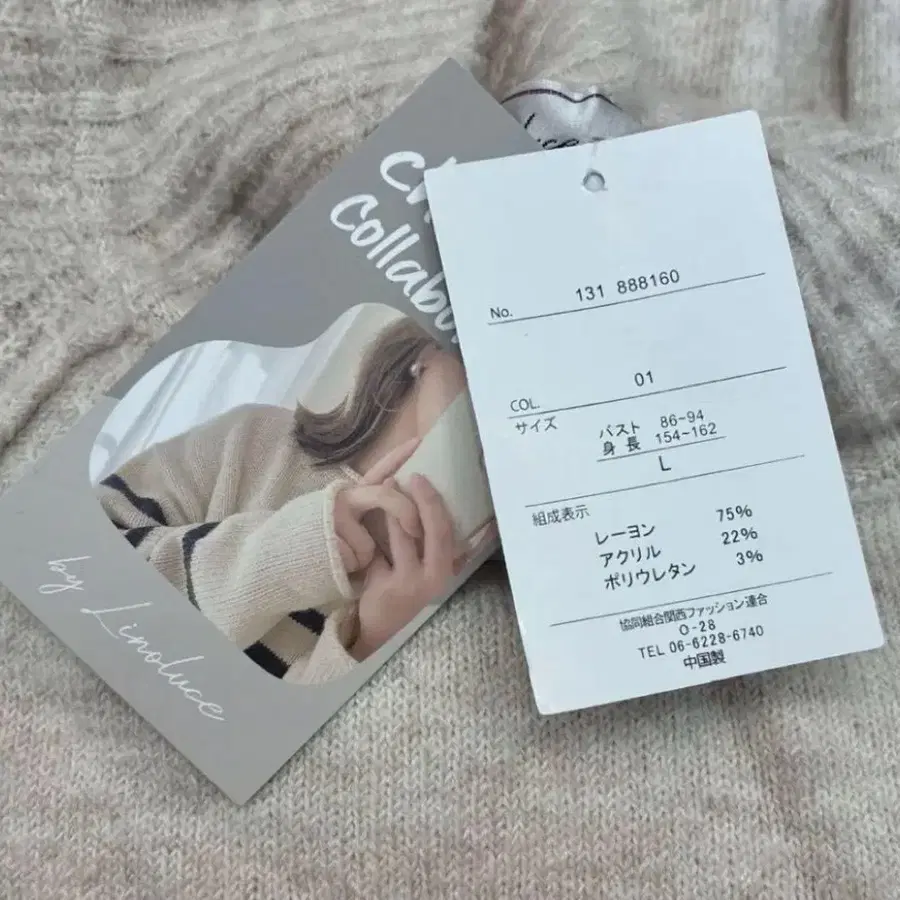 by Linoluce
No. 131 888160
COL. 01
サイズ
バスト 86-94
身長 154-162
L
組成表示
レーヨン 75%
アクリル 22%
ポリウレタン 3%
協同組合関西ファッション連合
O-28
TEL 06-6228-6740
中国製